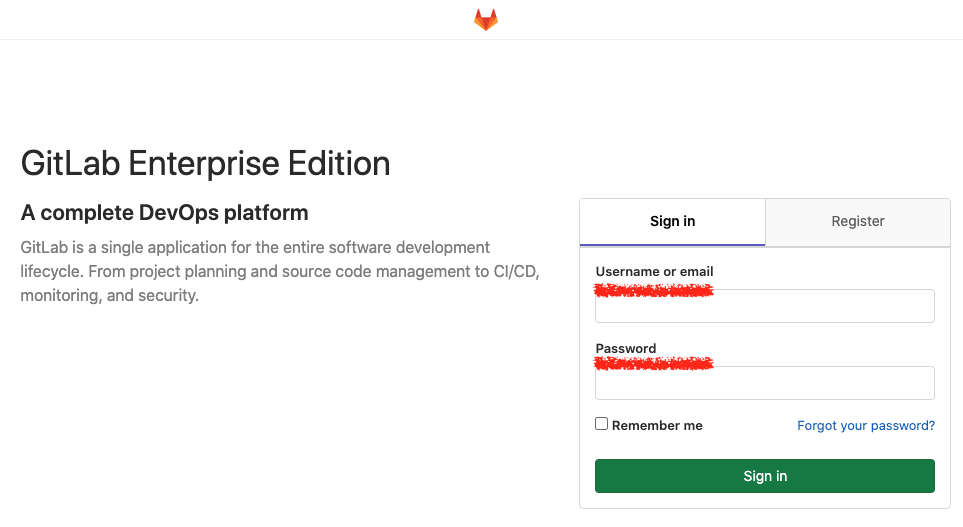 GitLab Enterprise Edition
A complete DevOps platform
GitLab is a single application for the entire software development
lifecycle. From project planning and source code management to CI/CD,
monitoring, and security.
Sign in
Register
Username or email
Password
Remember me
Forgot your password?
Sign in